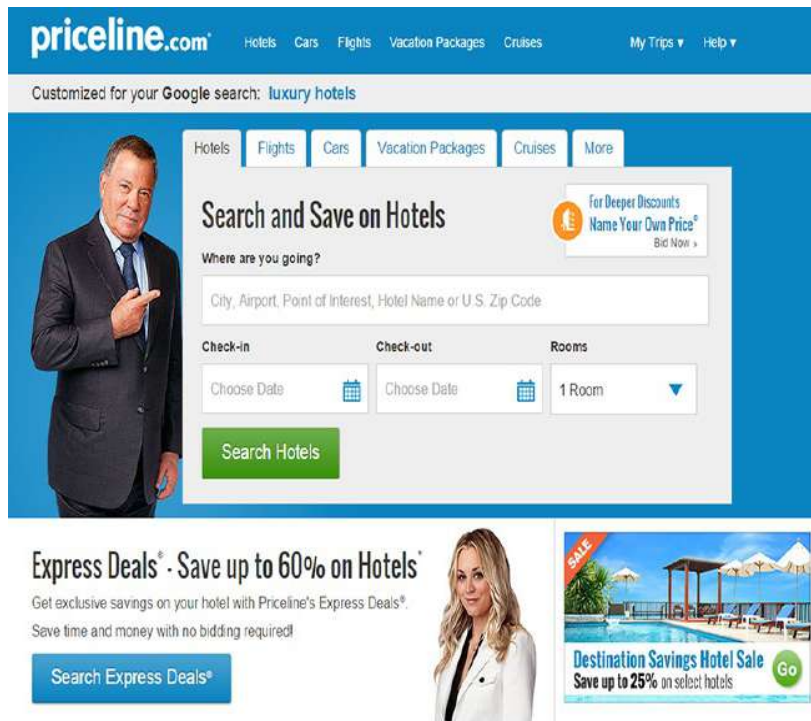 priceline.com
Hotels Cars Flights Vacation Packages Cruises My Trips ▾ Help ▾
Customized for your Google search: luxury hotels
Hotels Flights Cars Vacation Packages Cruises More
Search and Save on Hotels
For Deeper Discounts
Name Your Own Price®
Bid Now ›
Where are you going?
City, Airport, Point of Interest, Hotel Name or U.S. Zip Code
Check-in Check-out Rooms
Choose Date Choose Date 1 Room ▼
Search Hotels
Express Deals® - Save up to 60% on Hotels*
Get exclusive savings on your hotel with Priceline's Express Deals®.
Save time and money with no bidding required!
Search Express Deals®
SALE
Destination Savings Hotel Sale
Save up to 25% on select hotels
Go